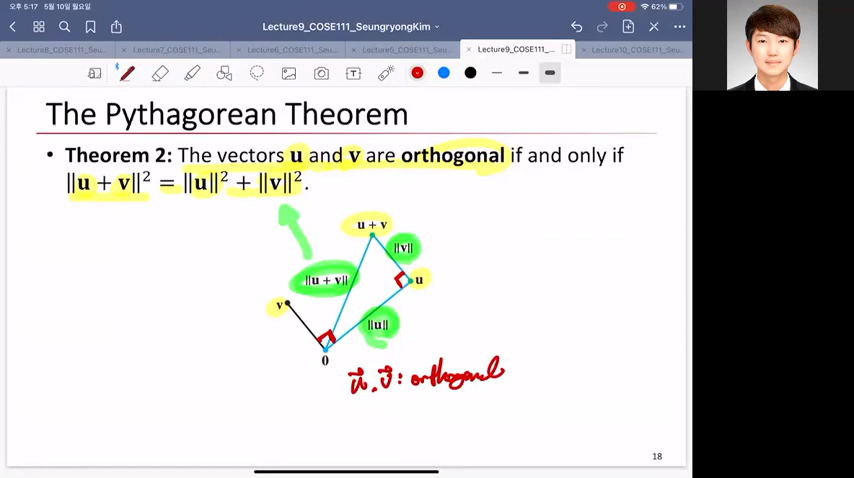 오후 5:17 5월 10일 월요일
62%
Lecture9_COSE111_SeungryongKim
Lecture8_COSE111_Seu...
Lecture7_COSE111_Seu...
Lecture6_COSE111_Seu...
Lecture5_COSE111_Seu...
Lecture9_COSE111_...
Lecture10_COSE111_S...
The Pythagorean Theorem
• Theorem 2: The vectors u and v are orthogonal if and only if
‖u + v‖² = ‖u‖² + ‖v‖².
u + v
‖v‖
‖u + v‖
u
v
‖u‖
0
u⃗, v⃗ : orthogonal
18